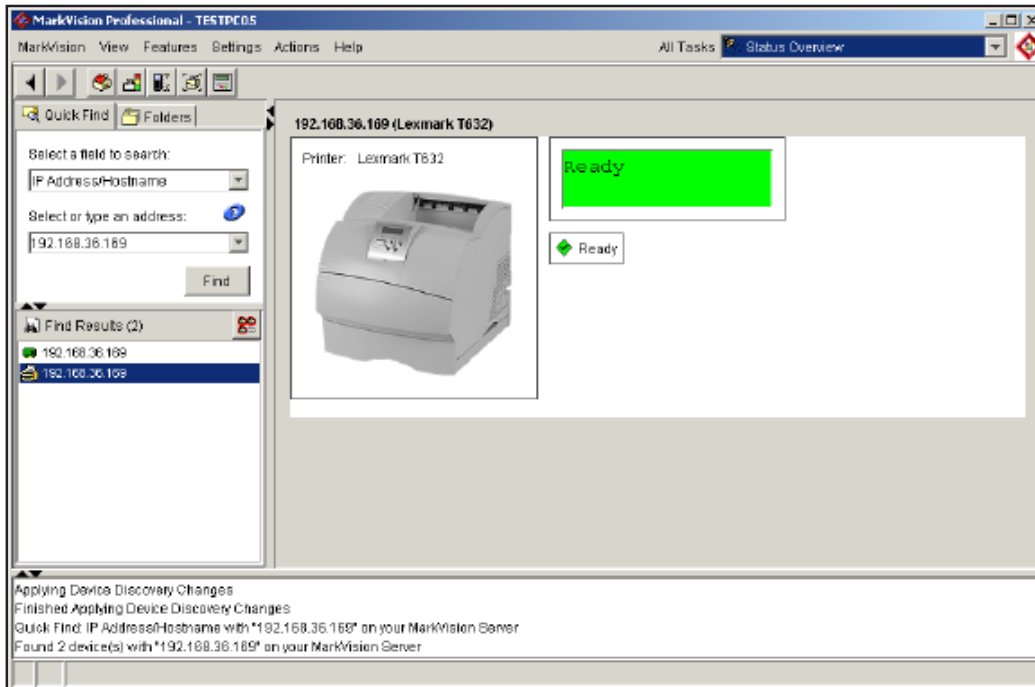 MarkVision Professional - TESTPC05
MarkVision View Features Settings Actions Help
All Tasks Status Overview
Quick Find Folders
192.168.36.169 (Lexmark T632)
Select a field to search:
IP Address/Hostname
Select or type an address:
192.168.36.169
Find
Find Results (2)
192.168.36.169
192.168.36.169
Printer: Lexmark T632
Ready
Ready
Applying Device Discovery Changes
Finished Applying Device Discovery Changes
Quick Find: IP Address/Hostname with "192.168.36.169" on your MarkVision Server
Found 2 device(s) with "192.168.36.169" on your MarkVision Server